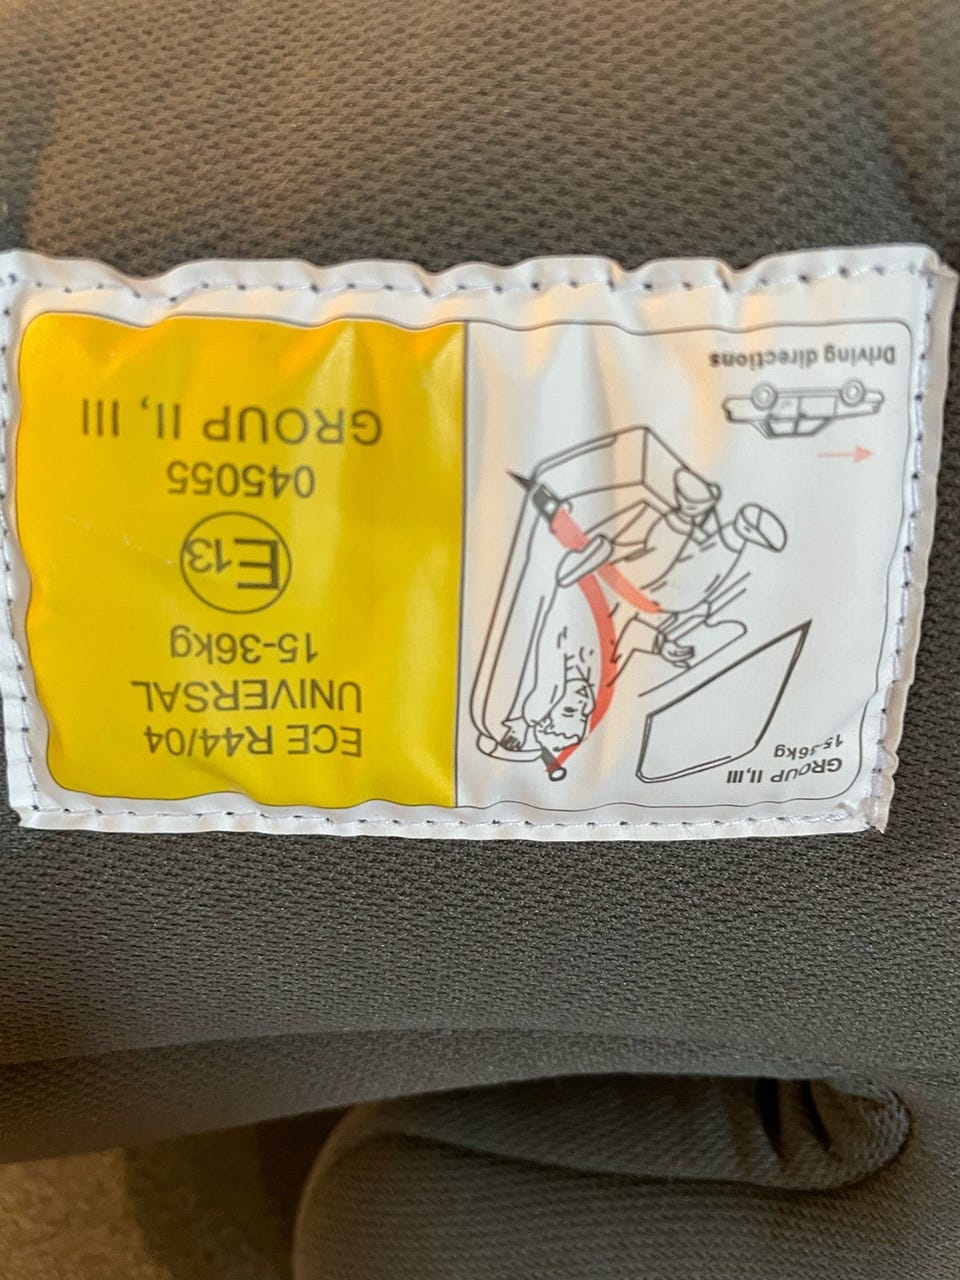 ECE R44/04
UNIVERSAL
15-36kg
E13
045055
GROUP II, III
GROUP II,III
15-36kg
Driving directions